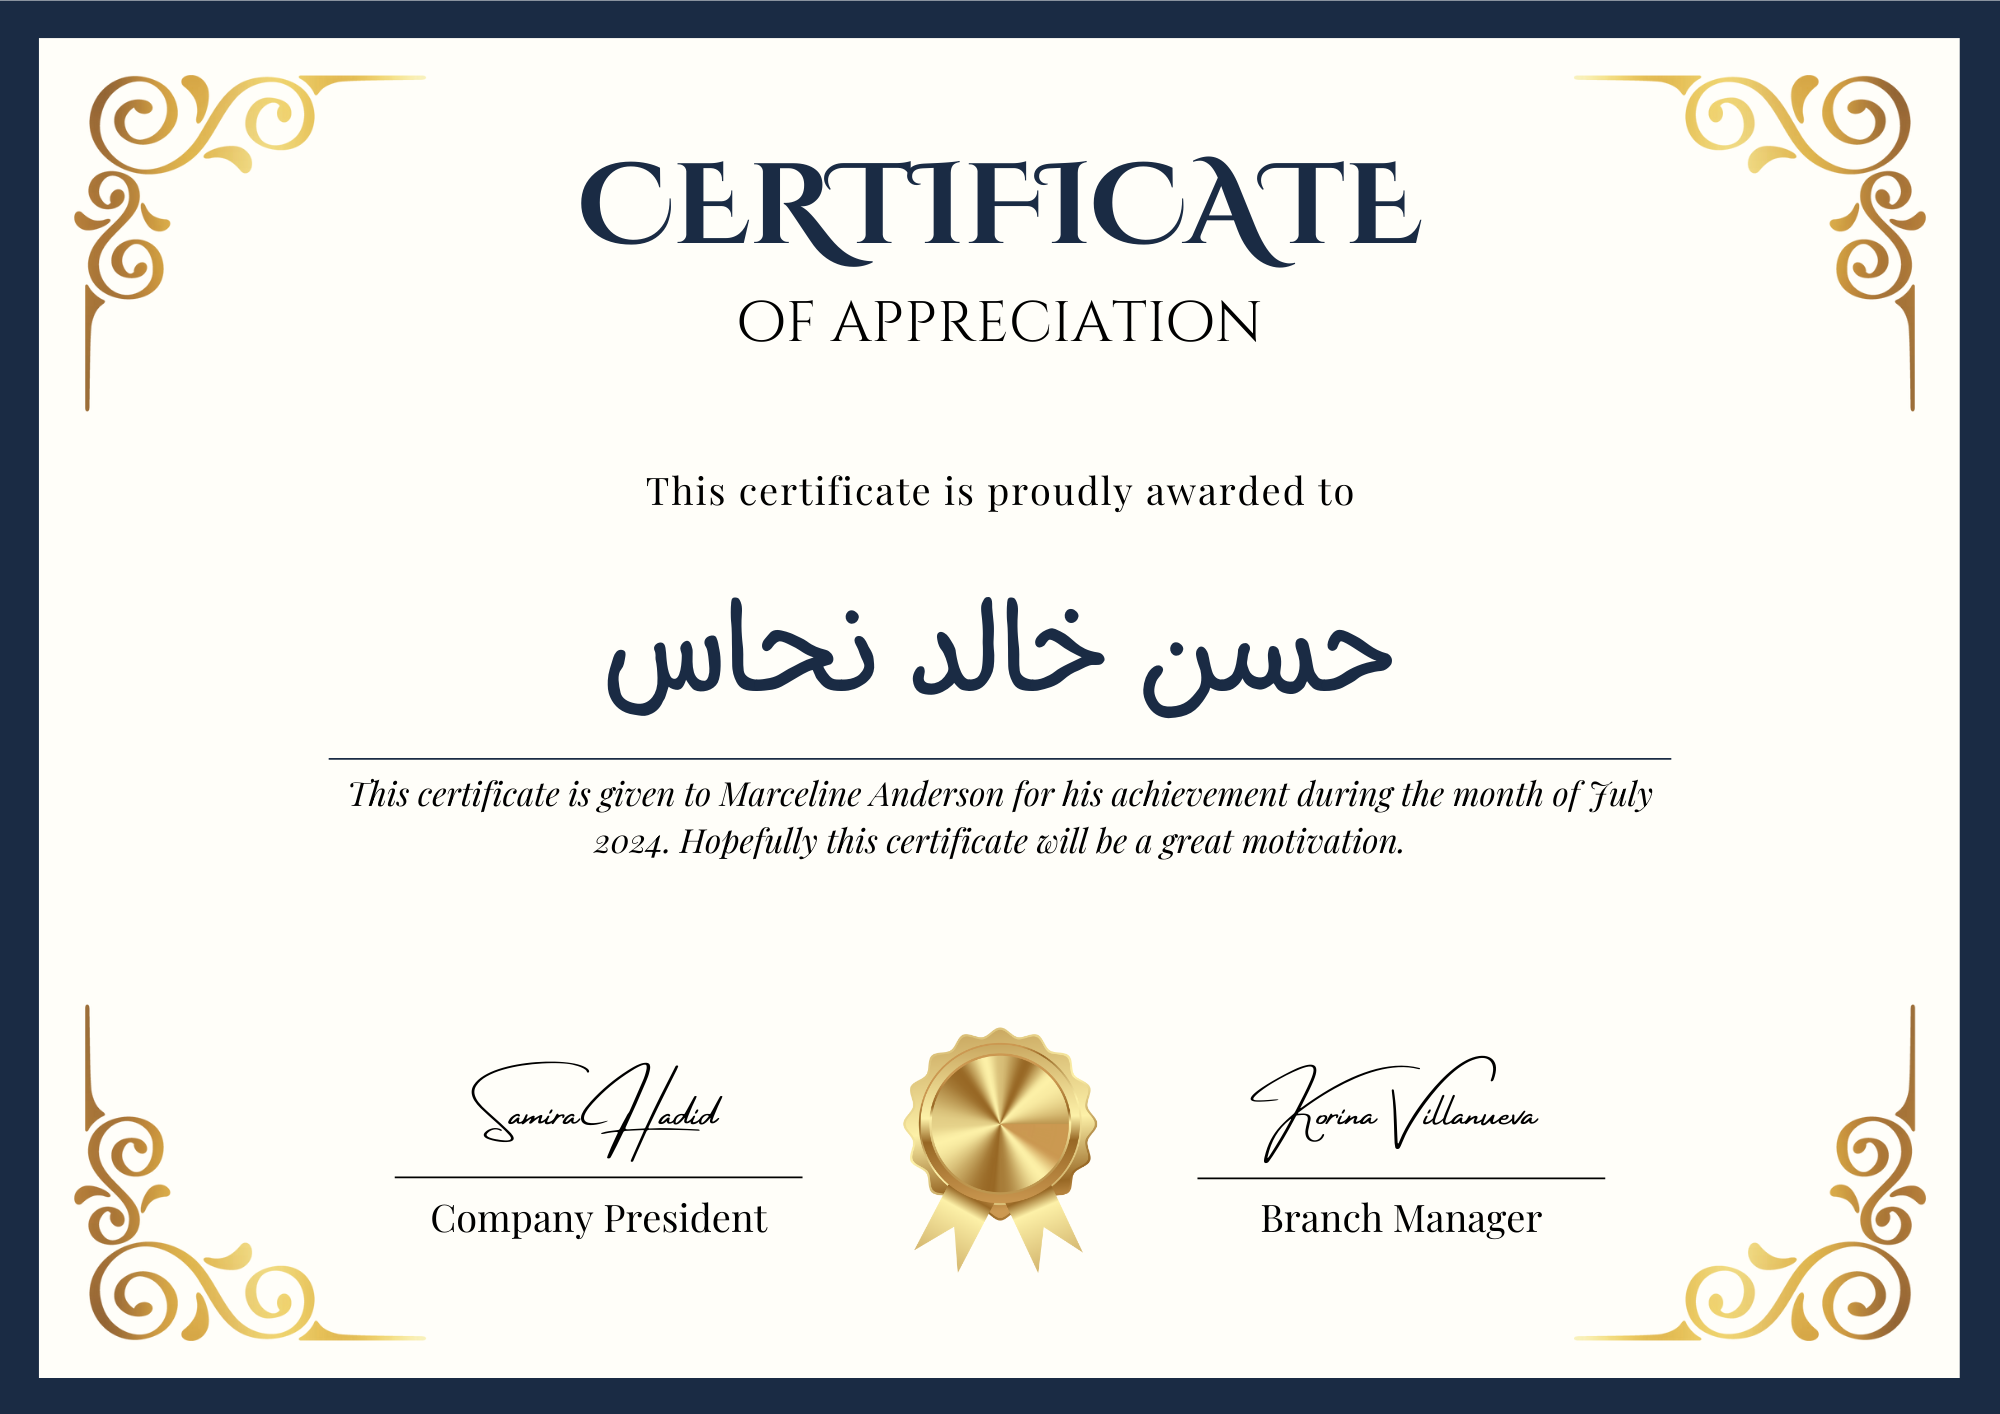 CERTIFICATE
OF APPRECIATION
This certificate is proudly awarded to
حسن خالد نحاس
This certificate is given to Marceline Anderson for his achievement during the month of July
2024. Hopefully this certificate will be a great motivation.
Samira Hadid
Korina Villanueva
Company President
Branch Manager